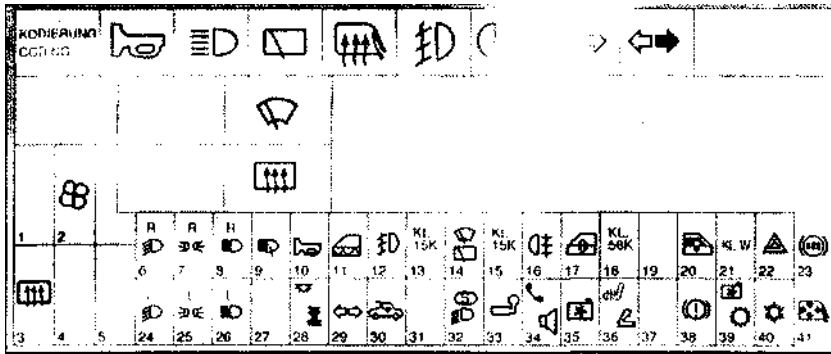 KODIERUNG
CODING
R R R KL. 15K KL. 15K KL. 58K KL. W
1 2 6 7 8 9 10 11 12 13 14 15 16 17 18 19 20 21 22 23
L L L
3 4 5 24 25 26 27 28 29 30 31 32 33 34 35 36 37 38 39 40 41